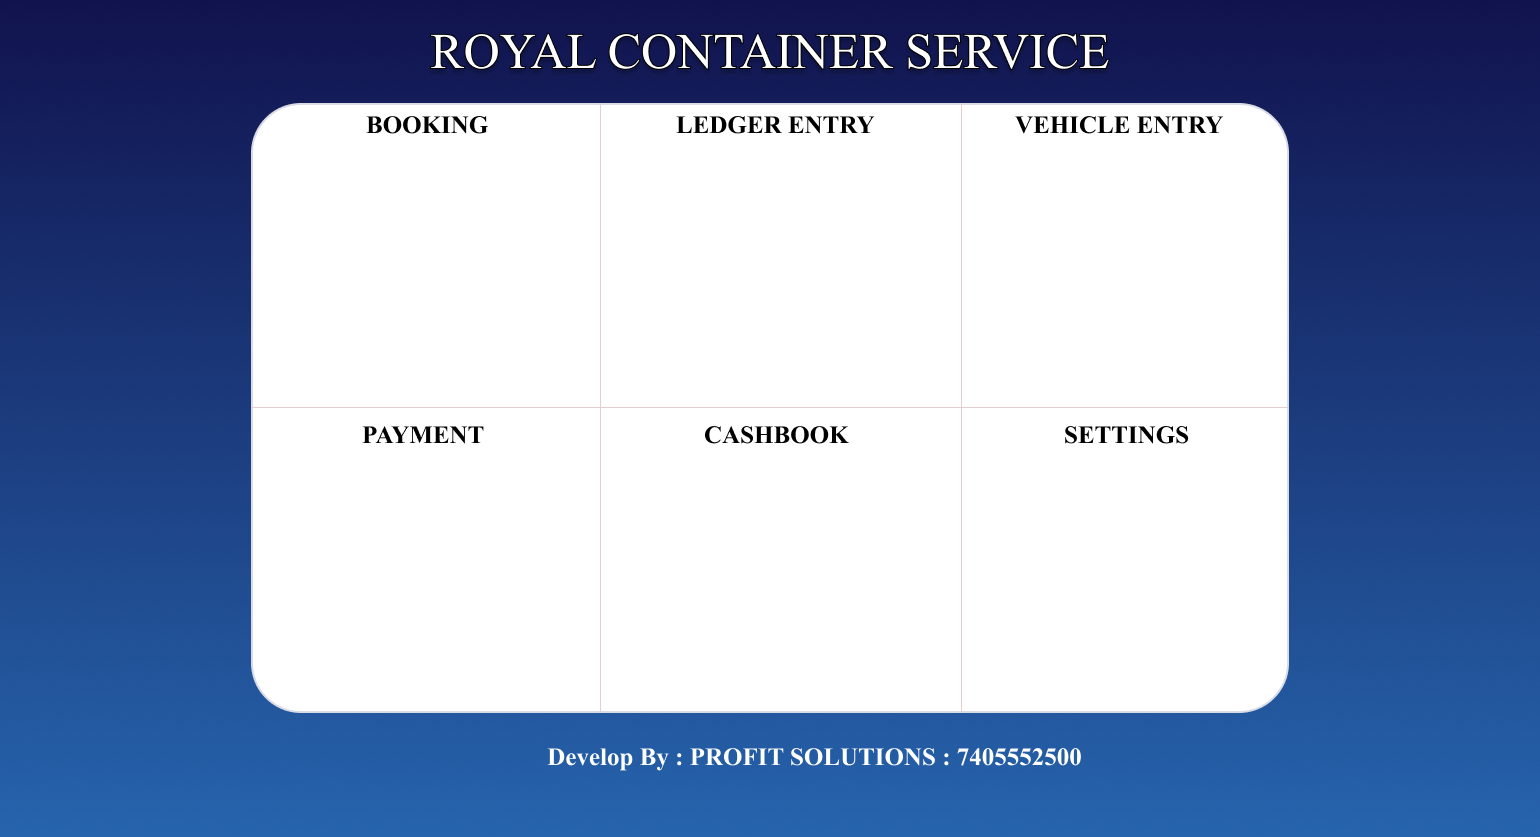 ROYAL CONTAINER SERVICE
BOOKING
LEDGER ENTRY
VEHICLE ENTRY
PAYMENT
CASHBOOK
SETTINGS
Develop By : PROFIT SOLUTIONS : 7405552500